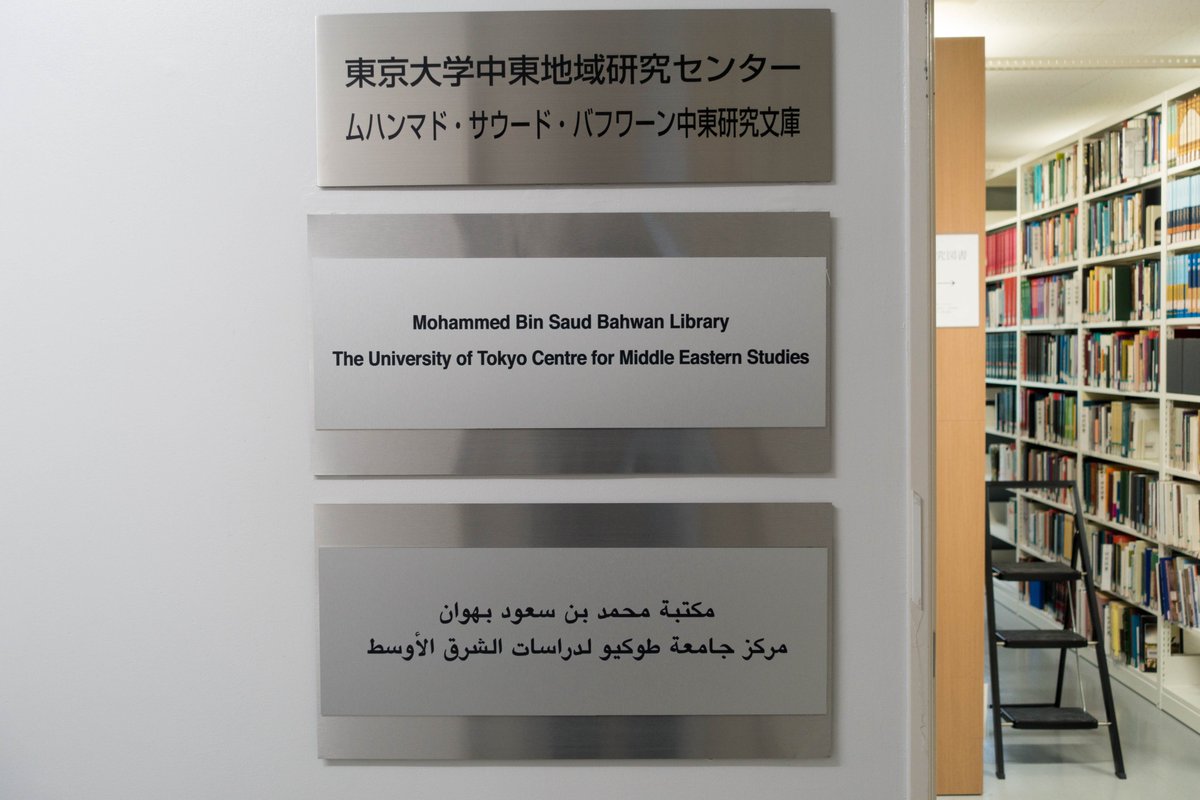 東京大学中東地域研究センター
ムハンマド・サウード・バフワーン中東研究文庫
Mohammed Bin Saud Bahwan Library
The University of Tokyo Centre for Middle Eastern Studies
مكتبة محمد بن سعود بهوان
مركز جامعة طوكيو لدراسات الشرق الأوسط
究図書
→